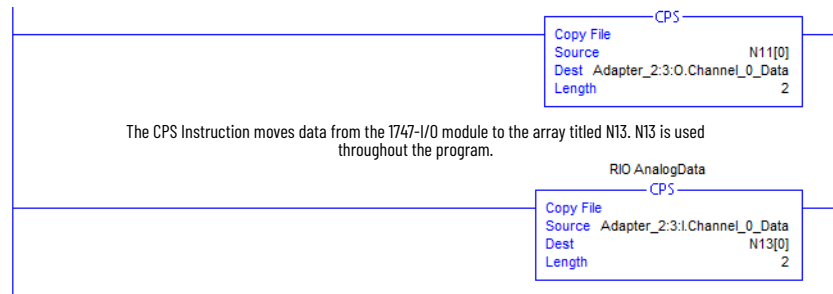 CPS
Copy File
Source N11[0]
Dest Adapter_2:3:O.Channel_0_Data
Length 2
The CPS Instruction moves data from the 1747-I/O module to the array titled N13. N13 is used
throughout the program.
RIO AnalogData
CPS
Copy File
Source Adapter_2:3:I.Channel_0_Data
Dest N13[0]
Length 2